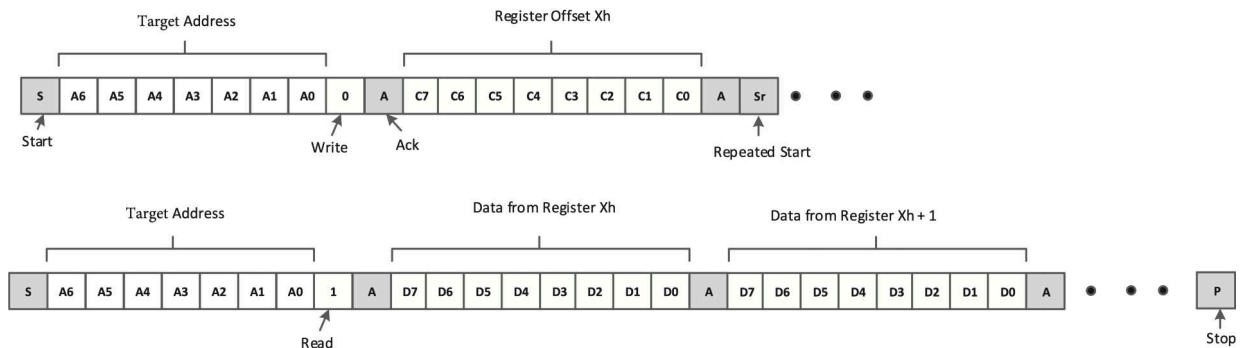 Target Address
Register Offset Xh
S A6 A5 A4 A3 A2 A1 A0 0 A C7 C6 C5 C4 C3 C2 C1 C0 A Sr
Start
Write
Ack
Repeated Start
Target Address
Data from Register Xh
Data from Register Xh + 1
S A6 A5 A4 A3 A2 A1 A0 1 A D7 D6 D5 D4 D3 D2 D1 D0 A D7 D6 D5 D4 D3 D2 D1 D0 A P
Read
Stop